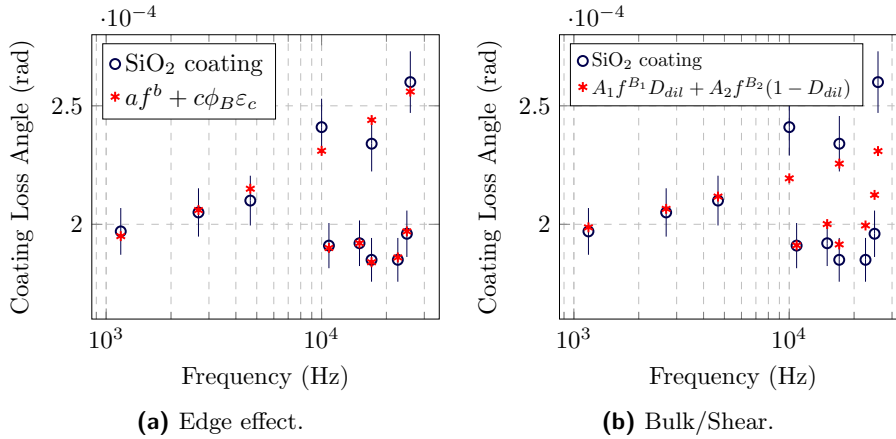 ·10⁻⁴
SiO₂ coating
af^b + cϕ_Bε_c
2.5
2
Coating Loss Angle (rad)
10³
10⁴
Frequency (Hz)
(a) Edge effect.
·10⁻⁴
SiO₂ coating
A₁f^{B₁}D_{dil} + A₂f^{B₂}(1 − D_{dil})
2.5
2
Coating Loss Angle (rad)
10³
10⁴
Frequency (Hz)
(b) Bulk/Shear.